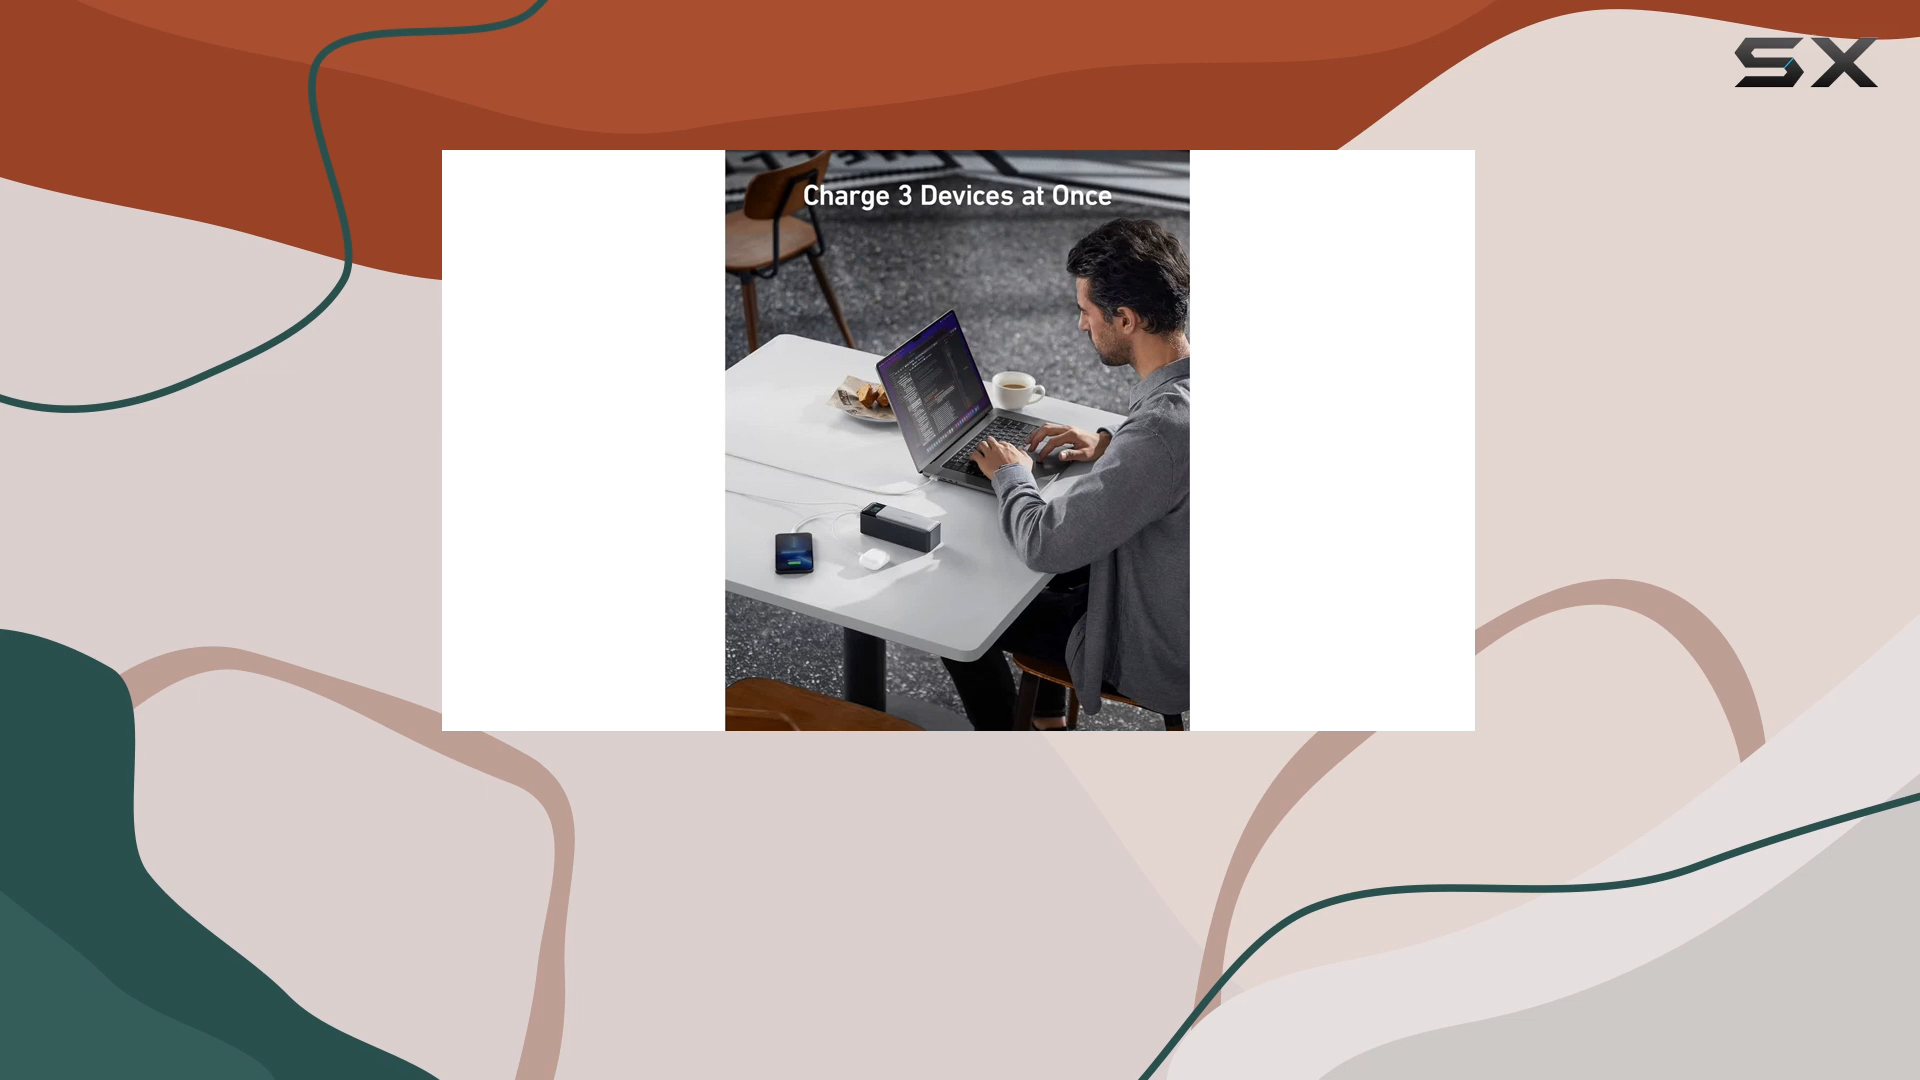 SX
Charge 3 Devices at Once